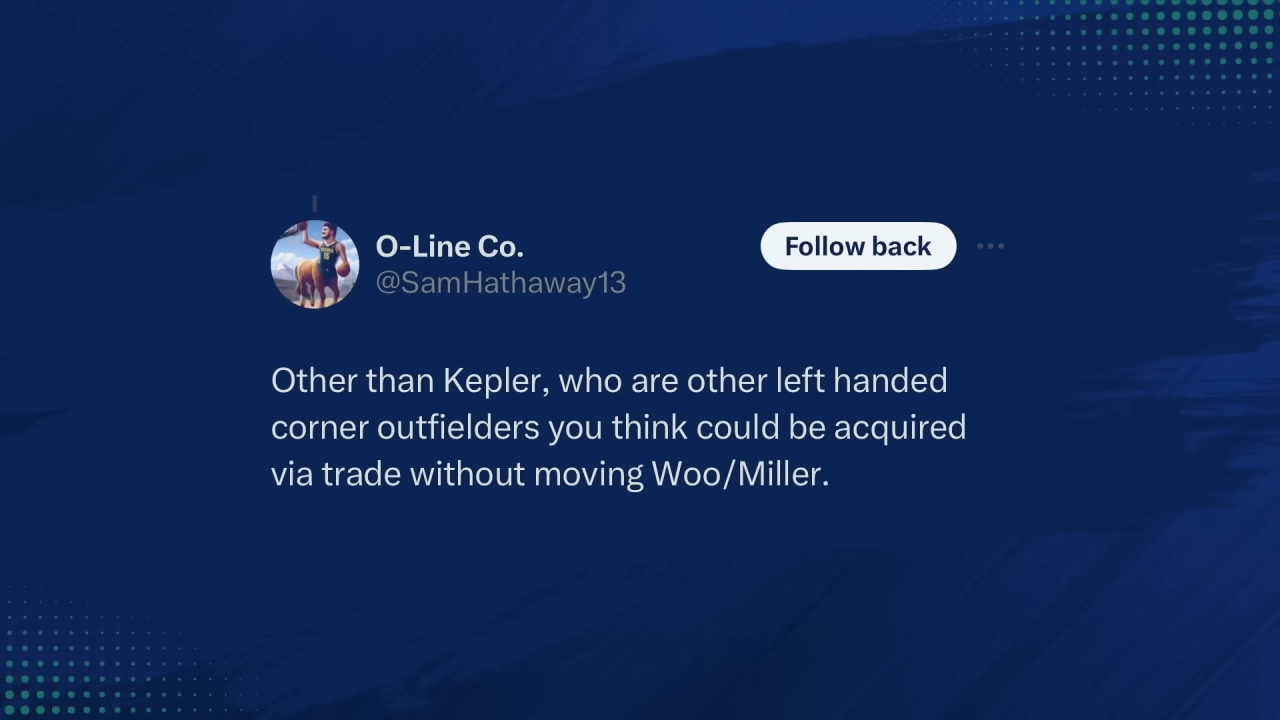 O-Line Co.
@SamHathaway13
Follow back
Other than Kepler, who are other left handed
corner outfielders you think could be acquired
via trade without moving Woo/Miller.